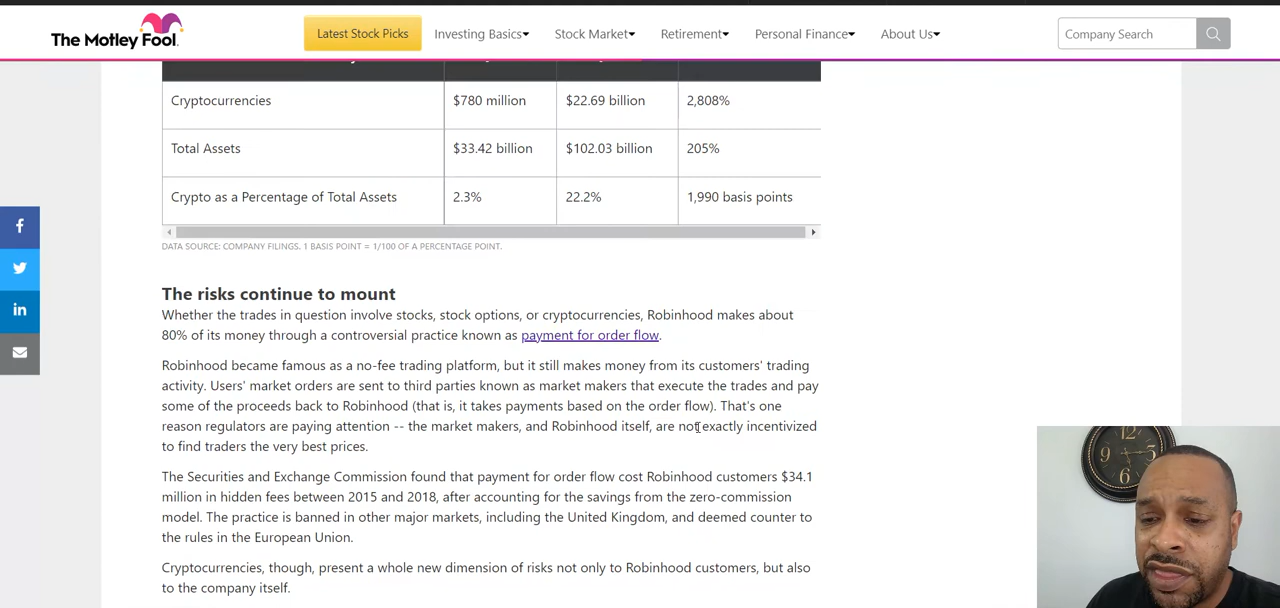 The Motley Fool.
Latest Stock Picks
Investing Basics
Stock Market
Retirement
Personal Finance
About Us
Company Search
Cryptocurrencies $780 million $22.69 billion 2,808%
Total Assets $33.42 billion $102.03 billion 205%
Crypto as a Percentage of Total Assets 2.3% 22.2% 1,990 basis points
DATA SOURCE: COMPANY FILINGS. 1 BASIS POINT = 1/100 OF A PERCENTAGE POINT.
The risks continue to mount
Whether the trades in question involve stocks, stock options, or cryptocurrencies, Robinhood makes about
80% of its money through a controversial practice known as payment for order flow.
Robinhood became famous as a no-fee trading platform, but it still makes money from its customers' trading
activity. Users' market orders are sent to third parties known as market makers that execute the trades and pay
some of the proceeds back to Robinhood (that is, it takes payments based on the order flow). That's one
reason regulators are paying attention -- the market makers, and Robinhood itself, are not exactly incentivized
to find traders the very best prices.
The Securities and Exchange Commission found that payment for order flow cost Robinhood customers $34.1
million in hidden fees between 2015 and 2018, after accounting for the savings from the zero-commission
model. The practice is banned in other major markets, including the United Kingdom, and deemed counter to
the rules in the European Union.
Cryptocurrencies, though, present a whole new dimension of risks not only to Robinhood customers, but also
to the company itself.